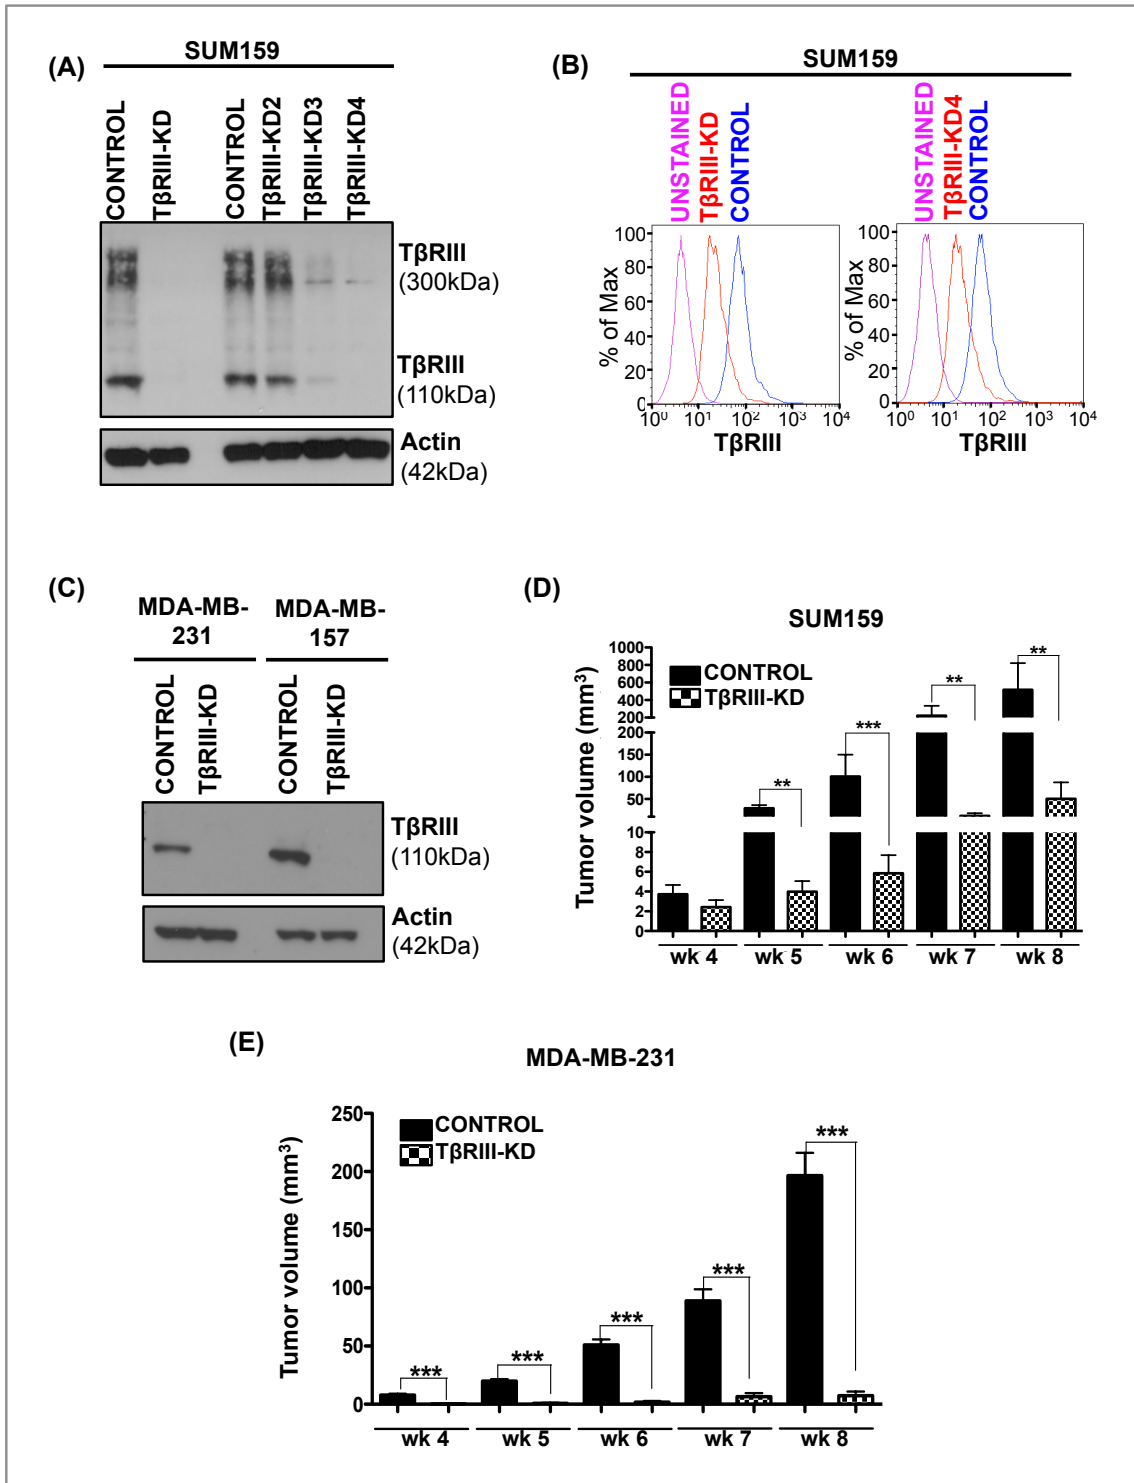 (A)
SUM159
CONTROL
TβRIII-KD
CONTROL
TβRIII-KD2
TβRIII-KD3
TβRIII-KD4
TβRIII
(300kDa)
TβRIII
(110kDa)
Actin
(42kDa)
(B)
SUM159
UNSTAINED
TβRIII-KD
CONTROL
% of Max
100
80
60
40
20
0
10⁰ 10¹ 10² 10³ 10⁴
TβRIII
UNSTAINED
TβRIII-KD4
CONTROL
% of Max
100
80
60
40
20
0
10⁰ 10¹ 10² 10³ 10⁴
TβRIII
(C)
MDA-MB-
231
MDA-MB-
157
CONTROL
TβRIII-KD
CONTROL
TβRIII-KD
TβRIII
(110kDa)
Actin
(42kDa)
(D)
SUM159
CONTROL
TβRIII-KD
Tumor volume (mm³)
1000
800
600
400
200
200
150
100
50
10
8
6
4
2
0
**
***
**
**
wk 4 wk 5 wk 6 wk 7 wk 8
(E)
MDA-MB-231
CONTROL
TβRIII-KD
Tumor volume (mm³)
250
200
150
100
50
0
***
***
***
***
***
wk 4 wk 5 wk 6 wk 7 wk 8